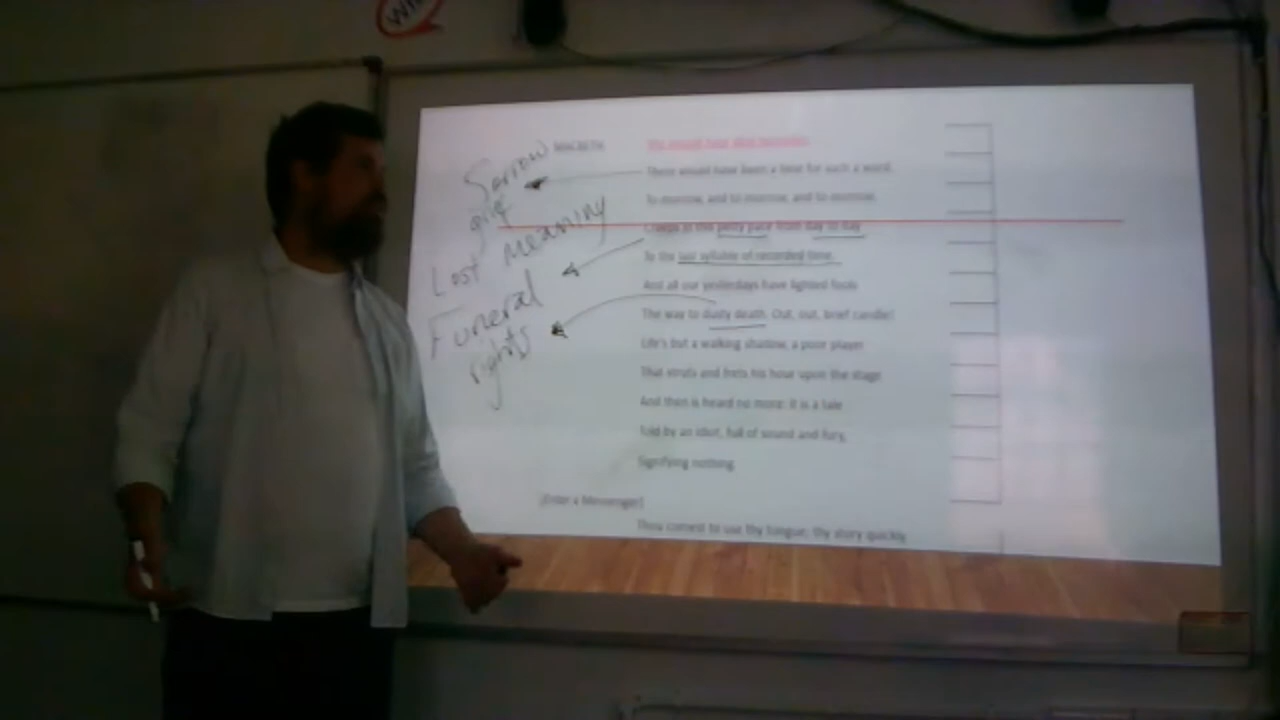 MACBETH She should have died hereafter;
There would have been a time for such a word.
To-morrow, and to-morrow, and to-morrow,
Creeps in this petty pace from day to day
To the last syllable of recorded time,
And all our yesterdays have lighted fools
The way to dusty death. Out, out, brief candle!
Life's but a walking shadow, a poor player
That struts and frets his hour upon the stage
And then is heard no more: it is a tale
Told by an idiot, full of sound and fury,
Signifying nothing.
[Enter a Messenger]
Thou comest to use thy tongue; thy story quickly
Sorrow
grief
Lost Meaning
Funeral
rights